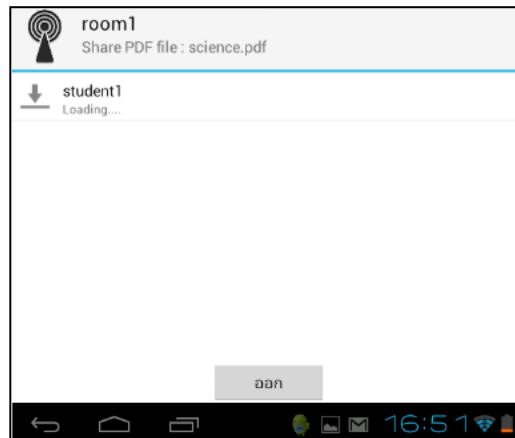 room1
Share PDF file : science.pdf
student1
Loading....
ออก
16:51